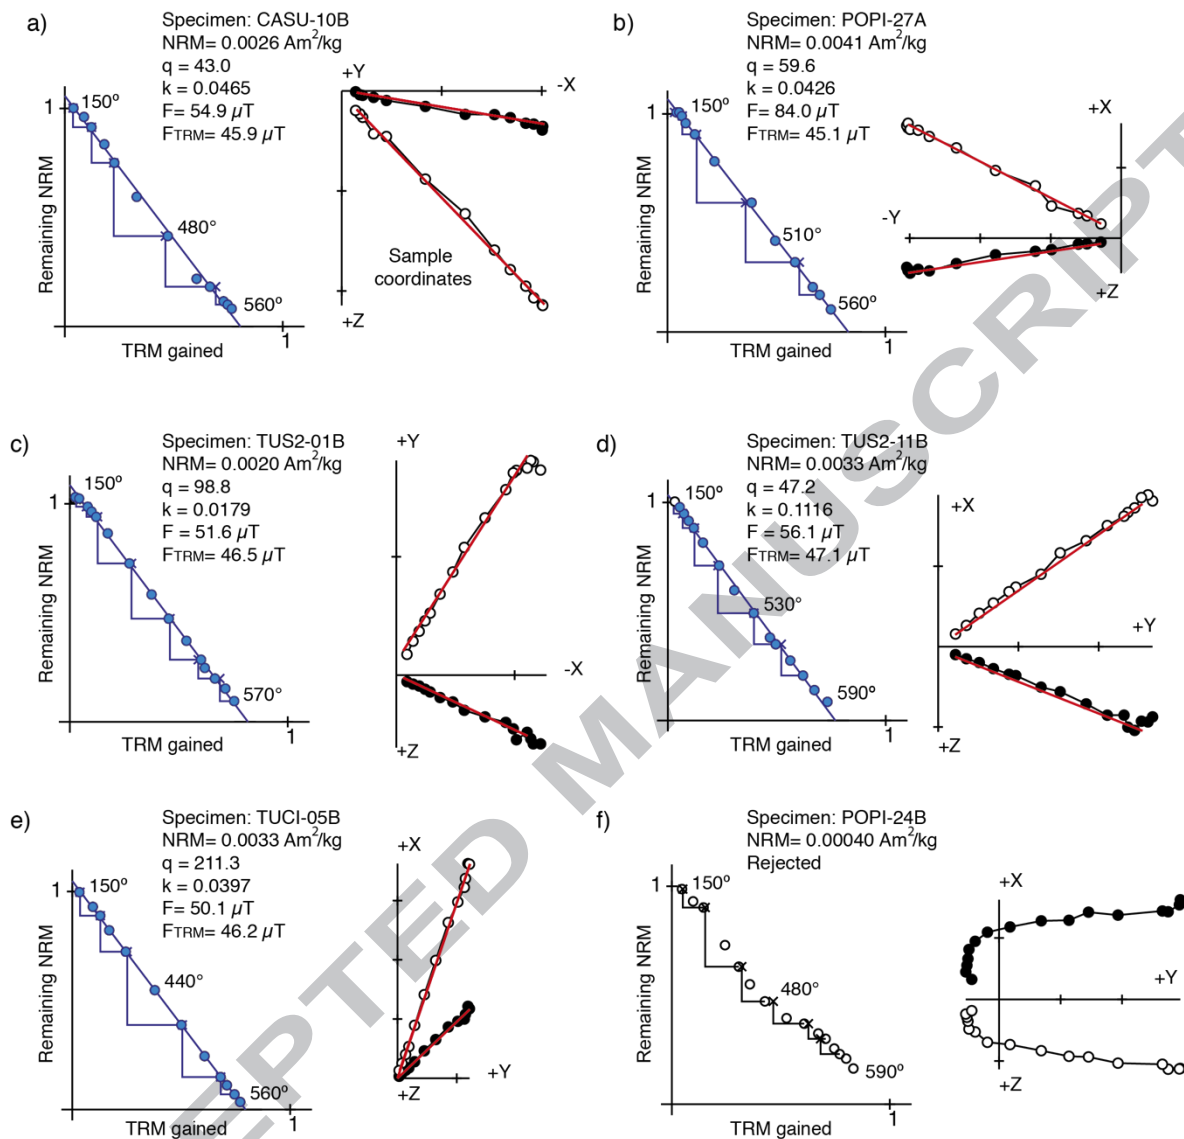 a)
Specimen: CASU-10B
NRM= 0.0026 Am²/kg
q = 43.0
k = 0.0465
F= 54.9 µT
FTRM= 45.9 µT
1
150º
480°
560º
Remaining NRM
TRM gained
1
+Y
-X
Sample
coordinates
+Z
b)
Specimen: POPI-27A
NRM= 0.0041 Am²/kg
q = 59.6
k = 0.0426
F= 84.0 µT
FTRM= 45.1 µT
1
150º
510°
560º
Remaining NRM
TRM gained
1
+X
-Y
+Z
c)
Specimen: TUS2-01B
NRM= 0.0020 Am²/kg
q = 98.8
k = 0.0179
F = 51.6 µT
FTRM= 46.5 µT
1
150º
570°
Remaining NRM
TRM gained
1
+Y
-X
+Z
d)
Specimen: TUS2-11B
NRM= 0.0033 Am²/kg
q = 47.2
k = 0.1116
F= 56.1 µT
FTRM= 47.1 µT
1
150º
530°
590º
Remaining NRM
TRM gained
1
+X
+Y
+Z
e)
Specimen: TUCI-05B
NRM= 0.0033 Am²/kg
q = 211.3
k = 0.0397
F= 50.1 µT
FTRM= 46.2 µT
1
150º
440°
560º
Remaining NRM
TRM gained
1
+X
+Y
+Z
f)
Specimen: POPI-24B
NRM= 0.00040 Am²/kg
Rejected
1
150º
480°
590º
Remaining NRM
TRM gained
1
+X
+Y
+Z
EPTED MANUSCRIPT